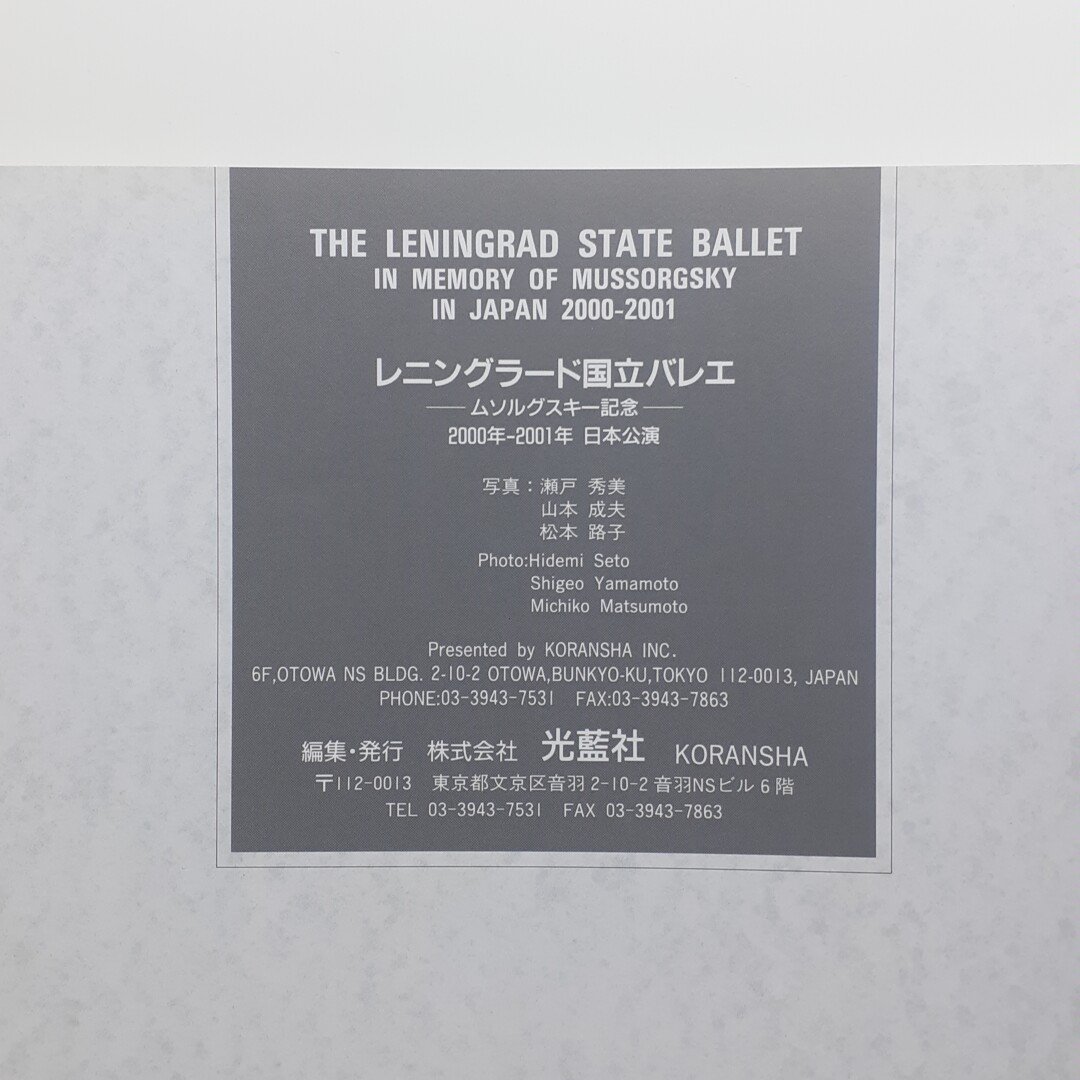 THE LENINGRAD STATE BALLET
IN MEMORY OF MUSSORGSKY
IN JAPAN 2000-2001
レニングラード国立バレエ
――ムソルグスキー記念――
2000年-2001年 日本公演
写真：瀬戸 秀美
山本 成夫
松本 路子
Photo:Hidemi Seto
Shigeo Yamamoto
Michiko Matsumoto
Presented by KORANSHA INC.
6F,OTOWA NS BLDG. 2-10-2 OTOWA,BUNKYO-KU,TOKYO 112-0013, JAPAN
PHONE:03-3943-7531 FAX:03-3943-7863
編集・発行 株式会社 光藍社 KORANSHA
〒112-0013 東京都文京区音羽2-10-2音羽NSビル6階
TEL 03-3943-7531 FAX 03-3943-7863